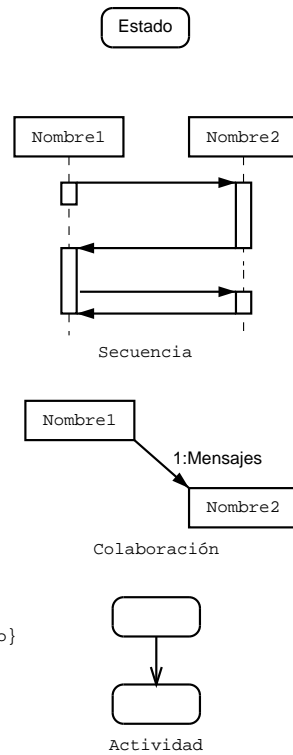 Estado
Nombre1 Nombre2
Secuencia
Nombre1
1:Mensajes
Nombre2
Colaboración
o}
Actividad